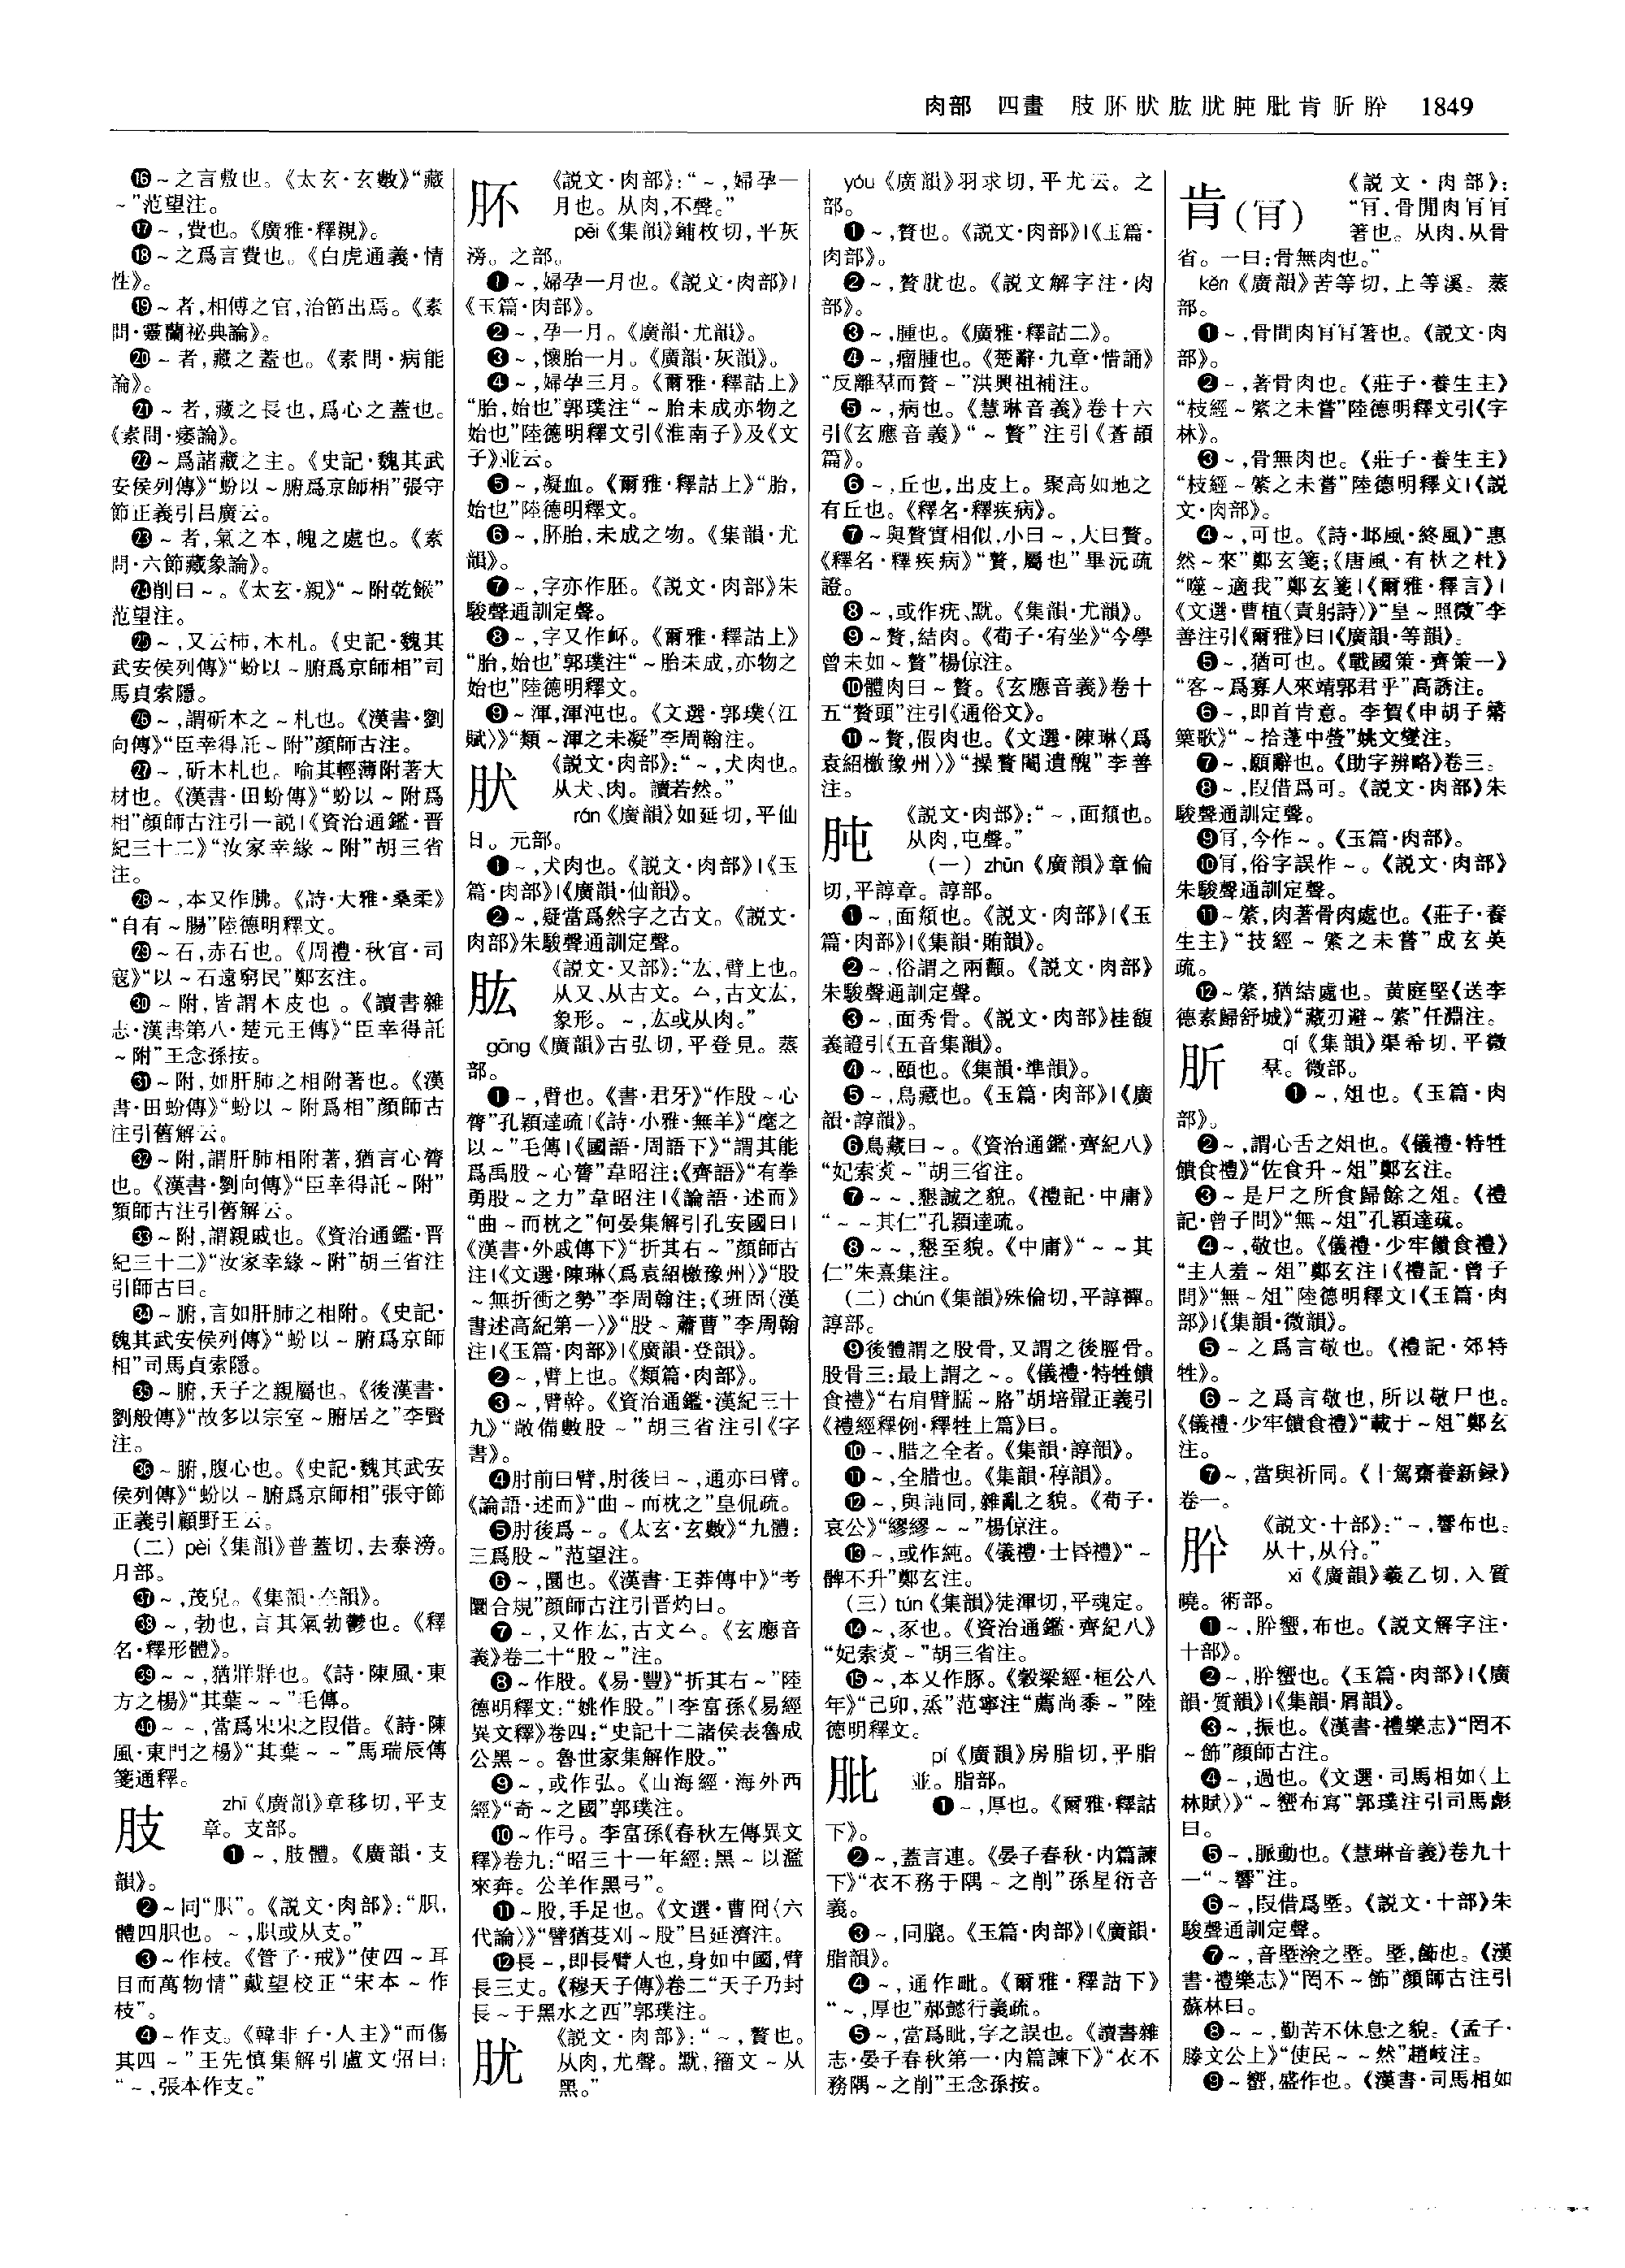 肉部　四畫　肢肧肰肱肬肫肶肯肵肸　1849
⓰～之言敷也。《太玄·玄數》“藏
～”范望注。
⓱～,費也。《廣雅·釋親》。
⓲～之爲言費也。《白虎通義·情
性》。
⓳～者,相傅之官,治節出焉。《素
問·靈蘭祕典論》。
⓴～者,藏之蓋也。《素問·病能
論》。
㉑～者,藏之長也,爲心之蓋也。
《素問·痿論》。
㉒～爲諸藏之主。《史記·魏其武
安侯列傳》“蚡以～腑爲京師相”張守
節正義引吕廣云。
㉓～者,氣之本,魄之處也。《素
問·六節藏象論》。
㉔削曰～。《太玄·親》“～附乾餱”
范望注。
㉕～,又云柿,木札。《史記·魏其
武安侯列傳》“蚡以～腑爲京師相”司
馬貞索隱。
㉖～,謂斫木之～札也。《漢書·劉
向傳》“臣幸得託～附”顔師古注。
㉗～,斫木札也。喻其輕薄附著大
材也。《漢書·田蚡傳》“蚡以～附爲
相”顔師古注引一説|《資治通鑑·晋
紀三十二》“汝家幸緣～附”胡三省
注。
㉘～,本又作胇。《詩·大雅·桑柔》
“自有～腸”陸德明釋文。
㉙～石,赤石也。《周禮·秋官·司
寇》“以～石遠窮民”鄭玄注。
㉚～附,皆謂木皮也。《讀書雜
志·漢書第八·楚元王傳》“臣幸得託
～附”王念孫按。
㉛～附,如肝肺之相附著也。《漢
書·田蚡傳》“蚡以～附爲相”顔師古
注引舊解云。
㉜～附,謂肝肺相附著,猶言心膂
也。《漢書·劉向傳》“臣幸得託～附”
顔師古注引舊解云。
㉝～附,謂親戚也。《資治通鑑·晋
紀三十二》“汝家幸緣～附”胡三省注
引師古曰。
㉞～腑,言如肝肺之相附。《史記·
魏其武安侯列傳》“蚡以～腑爲京師
相”司馬貞索隱。
㉟～腑,天子之親屬也。《後漢書·
劉般傳》“故多以宗室～腑居之”李賢
注。
㊱～腑,腹心也。《史記·魏其武安
侯列傳》“蚡以～腑爲京師相”張守節
正義引顧野王云。
(二) pèi《集韻》普蓋切,去泰滂。
月部。
㊲～,茂皃。《集韻·夳韻》。
㊳～,勃也,言其氣勃鬱也。《釋
名·釋形體》。
㊴～～,猶牂牂也。《詩·陳風·東
方之楊》“其葉～～”毛傳。
㊵～～,當爲宋宋之叚借。《詩·陳
風·東門之楊》“其葉～～”馬瑞辰傳
箋通釋。
肢
zhī《廣韻》章移切,平支
章。支部。
❶～,肢體。《廣韻·支
韻》。
❷～同“胑”。《説文·肉部》：“胑,
體四胑也。～,胑或从支。”
❸～作枝。《管子·戒》“使四～耳
目而萬物情”戴望校正“宋本～作
枝”。
❹～作支。《韓非子·人主》“而傷
其四～”王先慎集解引盧文弨曰：
“～,張本作支。”
肧
《説文·肉部》：“～,婦孕一
月也。从肉,不聲。”
pēi《集韻》鋪枚切,平灰
滂。之部。
❶～,婦孕一月也。《説文·肉部》|
《玉篇·肉部》。
❷～,孕一月。《廣韻·尤韻》。
❸～,懷胎一月。《廣韻·灰韻》。
❹～,婦孕三月。《爾雅·釋詁上》
“胎,始也”郭璞注“～胎未成亦物之
始也”陸德明釋文引《淮南子》及《文
子》並云。
❺～,凝血。《爾雅·釋詁上》“胎,
始也”陸德明釋文。
❻～,肧胎,未成之物。《集韻·尤
韻》。
❼～,字亦作胚。《説文·肉部》朱
駿聲通訓定聲。
❽～,字又作衃。《爾雅·釋詁上》
“胎,始也”郭璞注“～胎未成,亦物之
始也”陸德明釋文。
❾～渾,渾沌也。《文選·郭璞〈江
賦〉》“類～渾之未凝”李周翰注。
肰
《説文·肉部》：“～,犬肉也。
从犬、肉。讀若然。”
rán《廣韻》如延切,平仙
日。元部。
❶～,犬肉也。《説文·肉部》|《玉
篇·肉部》|《廣韻·仙韻》。
❷～,疑當爲然字之古文。《説文·
肉部》朱駿聲通訓定聲。
肱
《説文·又部》：“厷,臂上也。
从又、从古文。厶,古文厷,
象形。～,厷或从肉。”
gōng《廣韻》古弘切,平登見。蒸
部。
❶～,臂也。《書·君牙》“作股～心
膂”孔穎達疏|《詩·小雅·無羊》“麾之
以～”毛傳|《國語·周語下》“謂其能
爲禹股～心膂”韋昭注;《齊語》“有拳
勇股～之力”韋昭注|《論語·述而》
“曲～而枕之”何晏集解引孔安國曰|
《漢書·外戚傳下》“折其右～”顔師古
注|《文選·陳琳〈爲袁紹檄豫州〉》“股
～無折衝之勢”李周翰注;《班固〈漢
書述高紀第一〉》“股～蕭曹”李周翰
注|《玉篇·肉部》|《廣韻·登韻》。
❷～,臂上也。《類篇·肉部》。
❸～,臂幹。《資治通鑑·漢紀三十
九》“敞備數股～”胡三省注引《字
書》。
❹肘前曰臂,肘後曰～,通亦曰臂。
《論語·述而》“曲～而枕之”皇侃疏。
❺肘後爲～。《太玄·玄數》“九體:
三爲股～”范望注。
❻～,圜也。《漢書·王莽傳中》“考
圜合規”顔師古注引晋灼曰。
❼～,又作厷,古文厶。《玄應音
義》卷二十“股～”注。
❽～作股。《易·豐》“折其右～”陸
德明釋文：“姚作股。”|李富孫《易經
異文釋》卷四：“史記十二諸侯表魯成
公黑～。魯世家集解作股。”
❾～,或作弘。《山海經·海外西
經》“奇～之國”郭璞注。
❿～作弓。李富孫《春秋左傳異文
釋》卷九：“昭三十一年經:黑～以濫
來奔。公羊作黑弓”。
⓫～股,手足也。《文選·曹冏〈六
代論〉》“譬猶芟刈～股”吕延濟注。
⓬長～,即長臂人也,身如中國,臂
長三丈。《穆天子傳》卷二“天子乃封
長～于黑水之西”郭璞注。
肬
《説文·肉部》：“～,贅也。
从肉,尤聲。黕,籀文～从
黑。”
yóu《廣韻》羽求切,平尤云。之
部。
❶～,贅也。《説文·肉部》|《玉篇·
肉部》。
❷～,贅肬也。《説文解字注·肉
部》。
❸～,腫也。《廣雅·釋詁二》。
❹～,瘤腫也。《楚辭·九章·惜誦》
“反離羣而贅～”洪興祖補注。
❺～,病也。《慧琳音義》卷十六
引《玄應音義》“～贅”注引《蒼頡
篇》。
❻～,丘也,出皮上。聚高如地之
有丘也。《釋名·釋疾病》。
❼～與贅實相似,小曰～,大曰贅。
《釋名·釋疾病》“贅,屬也”畢沅疏
證。
❽～,或作疣、黕。《集韻·尤韻》。
❾～贅,結肉。《荀子·宥坐》“今學
曾未如～贅”楊倞注。
❿體肉曰～贅。《玄應音義》卷十
五“贅頭”注引《通俗文》。
⓫～贅,假肉也。《文選·陳琳〈爲
袁紹檄豫州〉》“操贅閹遺醜”李善
注。
肫
《説文·肉部》：“～,面頯也。
从肉,屯聲。”
(一) zhūn《廣韻》章倫
切,平諄章。諄部。
❶～,面頯也。《説文·肉部》|《玉
篇·肉部》|《集韻·賄韻》。
❷～,俗謂之兩顴。《説文·肉部》
朱駿聲通訓定聲。
❸～,面秀骨。《説文·肉部》桂馥
義證引《五音集韻》。
❹～,頤也。《集韻·準韻》。
❺～,鳥藏也。《玉篇·肉部》|《廣
韻·諄韻》。
❻鳥藏曰～。《資治通鑑·齊紀八》
“妃索煮～”胡三省注。
❼～～,懇誠之貌。《禮記·中庸》
“～～其仁”孔穎達疏。
❽～～,懇至貌。《中庸》“～～其
仁”朱熹集注。
(二) chún《集韻》殊倫切,平諄禪。
諄部。
❾後體謂之股骨,又謂之後脛骨。
股骨三:最上謂之～。《儀禮·特牲饋
食禮》“右肩臂臑～胳”胡培翬正義引
《禮經釋例·釋牲上篇》曰。
❿～,腊之全者。《集韻·諄韻》。
⓫～,全腊也。《集韻·稕韻》。
⓬～,與訰同,雜亂之貌。《荀子·
哀公》“繆繆～～”楊倞注。
⓭～,或作純。《儀禮·士昏禮》“～
髀不升”鄭玄注。
(三) tún《集韻》徒渾切,平魂定。
⓮～,豕也。《資治通鑑·齊紀八》
“妃索煮～”胡三省注。
⓯～,本又作豚。《穀梁經·桓公八
年》“己卯,烝”范寧注“薦尚黍～”陸
德明釋文。
肶
pí《廣韻》房脂切,平脂
並。脂部。
❶～,厚也。《爾雅·釋詁
下》。
❷～,蓋言連。《晏子春秋·内篇諫
下》“衣不務于隅～之削”孫星衍音
義。
❸～,同膍。《玉篇·肉部》|《廣韻·
脂韻》。
❹～,通作毗。《爾雅·釋詁下》
“～,厚也”郝懿行義疏。
❺～,當爲眦,字之誤也。《讀書雜
志·晏子春秋第一·内篇諫下》“衣不
務隅～之削”王念孫按。
肯(肎)
《説文·肉部》:
“肎,骨閒肉肎肎
著也。从肉,从骨
省。一曰:骨無肉也。”
kěn《廣韻》苦等切,上等溪。蒸
部。
❶～,骨間肉肎肎著也。《説文·肉
部》。
❷～,著骨肉也。《莊子·養生主》
“枝經～綮之未嘗”陸德明釋文引《字
林》。
❸～,骨無肉也。《莊子·養生主》
“枝經～綮之未嘗”陸德明釋文|《説
文·肉部》。
❹～,可也。《詩·邶風·終風》“惠
然～來”鄭玄箋;《唐風·有杕之杜》
“噬～適我”鄭玄箋|《爾雅·釋言》|
《文選·曹植〈責躬詩〉》“皇～照微”李
善注引《爾雅》曰|《廣韻·等韻》。
❺～,猶可也。《戰國策·齊策一》
“客～爲寡人來靖郭君乎”高誘注。
❻～,即首肯意。李賀《申胡子觱
篥歌》“～拾蓬中螢”姚文燮注。
❼～,願辭也。《助字辨略》卷三。
❽～,叚借爲可。《説文·肉部》朱
駿聲通訓定聲。
❾肎,今作～。《玉篇·肉部》。
❿肎,俗字誤作～。《説文·肉部》
朱駿聲通訓定聲。
⓫～綮,肉著骨肉處也。《莊子·養
生主》“技經～綮之未嘗”成玄英
疏。
⓬～綮,猶結處也。黄庭堅《送李
德素歸舒城》“藏刃避～綮”任淵注。
肵
qí《集韻》渠希切,平微
羣。微部。
❶～,俎也。《玉篇·肉
部》。
❷～,謂心舌之俎也。《儀禮·特牲
饋食禮》“佐食升～俎”鄭玄注。
❸～是尸之所食歸餘之俎。《禮
記·曾子問》“無～俎”孔穎達疏。
❹～,敬也。《儀禮·少牢饋食禮》
“主人羞～俎”鄭玄注|《禮記·曾子
問》“無～俎”陸德明釋文|《玉篇·肉
部》|《集韻·微韻》。
❺～之爲言敬也。《禮記·郊特
牲》。
❻～之爲言敬也,所以敬尸也。
《儀禮·少牢饋食禮》“載于～俎”鄭玄
注。
❼～,當與祈同。《十駕齋養新録》
卷一。
肸
《説文·十部》：“～,響布也。
从十,从㕣。”
xī《廣韻》羲乙切,入質
曉。術部。
❶～,肸蠁,布也。《説文解字注·
十部》。
❷～,肸蠁也。《玉篇·肉部》|《廣
韻·質韻》|《集韻·屑韻》。
❸～,振也。《漢書·禮樂志》“罔不
～飾”顔師古注。
❹～,過也。《文選·司馬相如〈上
林賦〉》“～蠁布寫”郭璞注引司馬彪
曰。
❺～,脈動也。《慧琳音義》卷九十
一“～響”注。
❻～,叚借爲塈。《説文·十部》朱
駿聲通訓定聲。
❼～,音塈塗之塈。塈,飾也。《漢
書·禮樂志》“罔不～飾”顔師古注引
蘇林曰。
❽～～,勤苦不休息之貌。《孟子·
滕文公上》“使民～～然”趙岐注。
❾～蠁,盛作也。《漢書·司馬相如